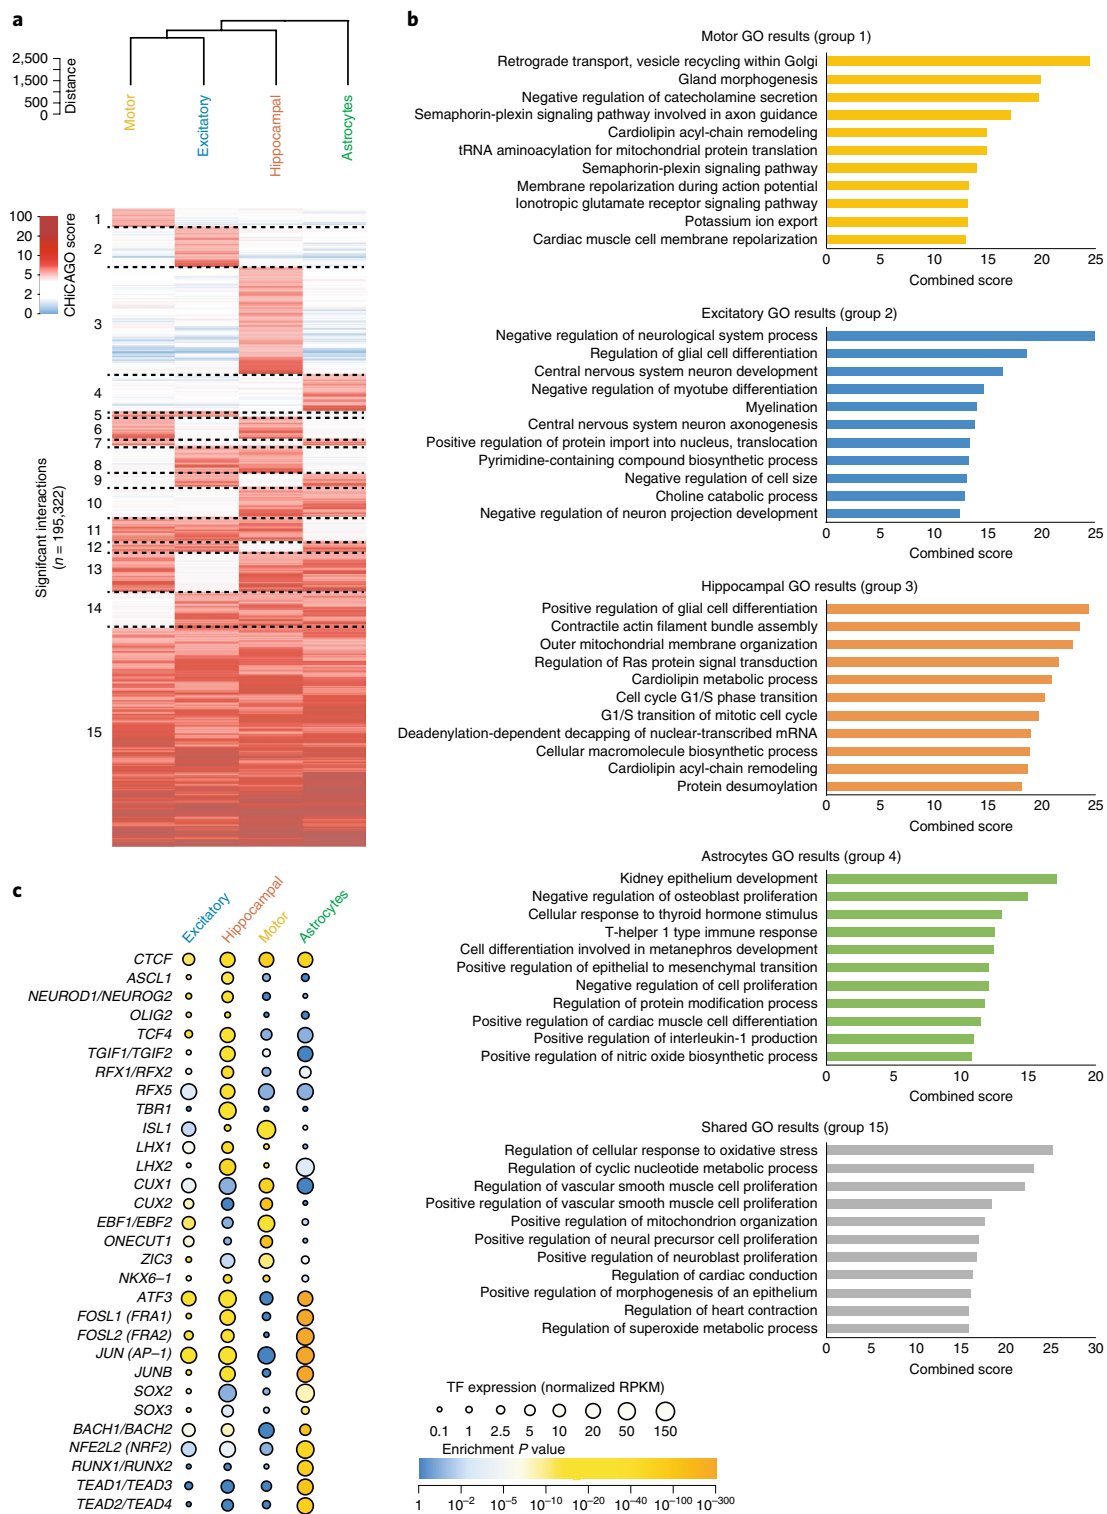 a
2,500
1,500
500
0
Distance
Motor
Excitatory
Hippocampal
Astrocytes
100
20
10
5
2
0
CHiCAGO score
1
2
3
4
5
6
7
8
9
10
11
12
13
14
15
Signifcant interactions
(n = 195,322)
b
Motor GO results (group 1)
Retrograde transport, vesicle recycling within Golgi
Gland morphogenesis
Negative regulation of catecholamine secretion
Semaphorin-plexin signaling pathway involved in axon guidance
Cardiolipin acyl-chain remodeling
tRNA aminoacylation for mitochondrial protein translation
Semaphorin-plexin signaling pathway
Membrane repolarization during action potential
Ionotropic glutamate receptor signaling pathway
Potassium ion export
Cardiac muscle cell membrane repolarization
0 5 10 15 20 25
Combined score
Excitatory GO results (group 2)
Negative regulation of neurological system process
Regulation of glial cell differentiation
Central nervous system neuron development
Negative regulation of myotube differentiation
Myelination
Central nervous system neuron axonogenesis
Positive regulation of protein import into nucleus, translocation
Pyrimidine-containing compound biosynthetic process
Negative regulation of cell size
Choline catabolic process
Negative regulation of neuron projection development
0 5 10 15 20 25
Combined score
Hippocampal GO results (group 3)
Positive regulation of glial cell differentiation
Contractile actin filament bundle assembly
Outer mitochondrial membrane organization
Regulation of Ras protein signal transduction
Cardiolipin metabolic process
Cell cycle G1/S phase transition
G1/S transition of mitotic cell cycle
Deadenylation-dependent decapping of nuclear-transcribed mRNA
Cellular macromolecule biosynthetic process
Cardiolipin acyl-chain remodeling
Protein desumoylation
0 5 10 15 20 25
Combined score
Astrocytes GO results (group 4)
Kidney epithelium development
Negative regulation of osteoblast proliferation
Cellular response to thyroid hormone stimulus
T-helper 1 type immune response
Cell differentiation involved in metanephros development
Positive regulation of epithelial to mesenchymal transition
Negative regulation of cell proliferation
Regulation of protein modification process
Positive regulation of cardiac muscle cell differentiation
Positive regulation of interleukin-1 production
Positive regulation of nitric oxide biosynthetic process
0 5 10 15 20
Combined score
Shared GO results (group 15)
Regulation of cellular response to oxidative stress
Regulation of cyclic nucleotide metabolic process
Regulation of vascular smooth muscle cell proliferation
Positive regulation of vascular smooth muscle cell proliferation
Positive regulation of mitochondrion organization
Positive regulation of neural precursor cell proliferation
Positive regulation of neuroblast proliferation
Regulation of cardiac conduction
Positive regulation of morphogenesis of an epithelium
Regulation of heart contraction
Regulation of superoxide metabolic process
0 5 10 15 20 25 30
Combined score
c
Excitatory
Hippocampal
Motor
Astrocytes
CTCF
ASCL1
NEUROD1/NEUROG2
OLIG2
TCF4
TGIF1/TGIF2
RFX1/RFX2
RFX5
TBR1
ISL1
LHX1
LHX2
CUX1
CUX2
EBF1/EBF2
ONECUT1
ZIC3
NKX6–1
ATF3
FOSL1 (FRA1)
FOSL2 (FRA2)
JUN (AP–1)
JUNB
SOX2
SOX3
BACH1/BACH2
NFE2L2 (NRF2)
RUNX1/RUNX2
TEAD1/TEAD3
TEAD2/TEAD4
TF expression (normalized RPKM)
0.1 1 2.5 5 10 20 50 150
Enrichment P value
1 10⁻² 10⁻⁵ 10⁻¹⁰ 10⁻²⁰ 10⁻⁴⁰ 10⁻¹⁰⁰ 10⁻³⁰⁰